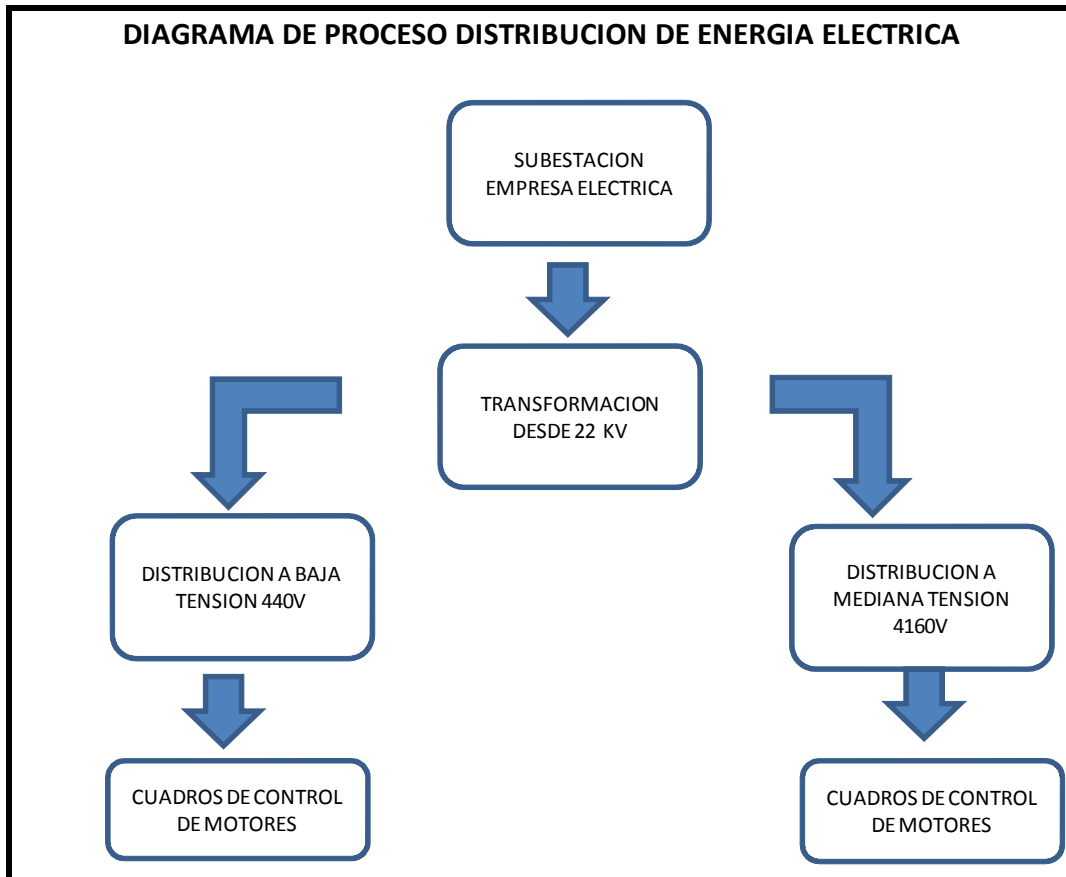 DIAGRAMA DE PROCESO DISTRIBUCION DE ENERGIA ELECTRICA
SUBESTACION
EMPRESA ELECTRICA
TRANSFORMACION
DESDE 22 KV
DISTRIBUCION A BAJA
TENSION 440V
DISTRIBUCION A
MEDIANA TENSION
4160V
CUADROS DE CONTROL
DE MOTORES
CUADROS DE CONTROL
DE MOTORES